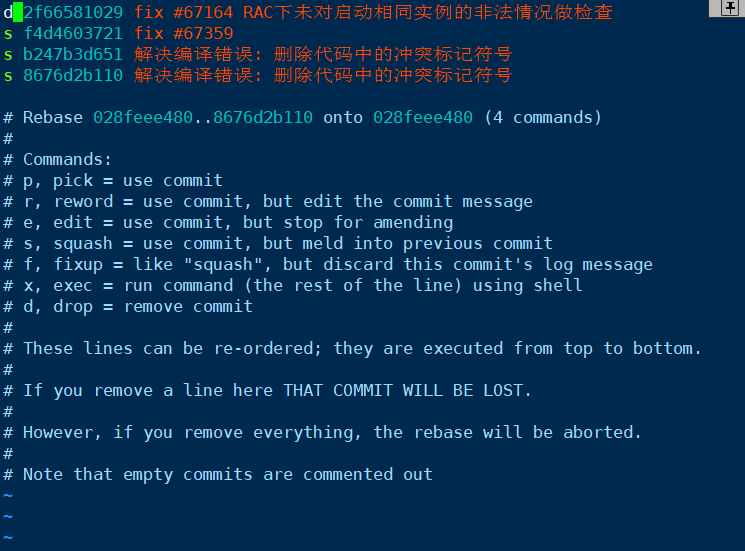 d 2f66581029 fix #67164 RAC下未对启动相同实例的非法情况做检查
s f4d4603721 fix #67359
s b247b3d651 解决编译错误: 删除代码中的冲突标记符号
s 8676d2b110 解决编译错误: 删除代码中的冲突标记符号
# Rebase 028feee480..8676d2b110 onto 028feee480 (4 commands)
#
# Commands:
# p, pick = use commit
# r, reword = use commit, but edit the commit message
# e, edit = use commit, but stop for amending
# s, squash = use commit, but meld into previous commit
# f, fixup = like "squash", but discard this commit's log message
# x, exec = run command (the rest of the line) using shell
# d, drop = remove commit
#
# These lines can be re-ordered; they are executed from top to bottom.
#
# If you remove a line here THAT COMMIT WILL BE LOST.
#
# However, if you remove everything, the rebase will be aborted.
#
# Note that empty commits are commented out
~
~
~